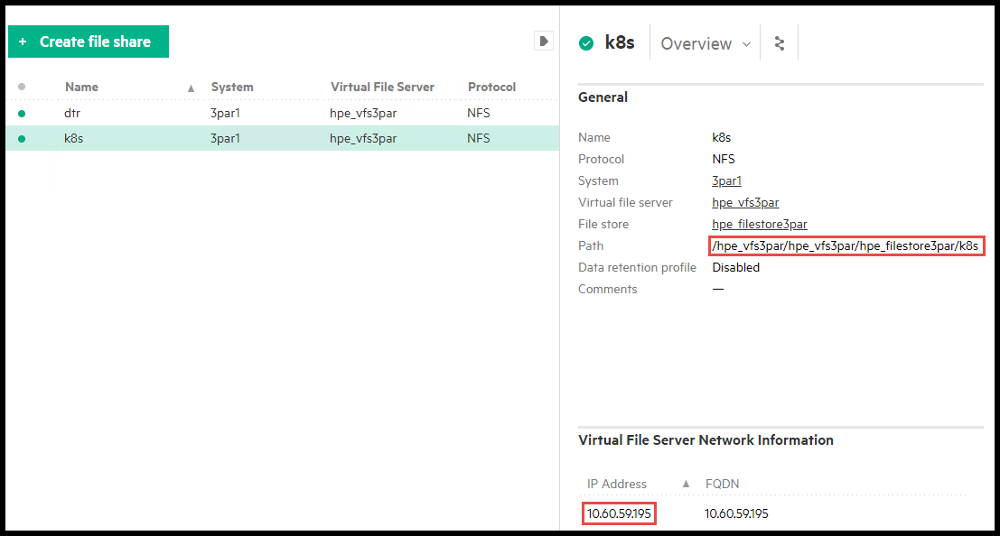 + Create file share
Name ▲ System Virtual File Server Protocol
dtr 3par1 hpe_vfs3par NFS
k8s 3par1 hpe_vfs3par NFS
k8s Overview
General
Name k8s
Protocol NFS
System 3par1
Virtual file server hpe_vfs3par
File store hpe_filestore3par
Path /hpe_vfs3par/hpe_vfs3par/hpe_filestore3par/k8s
Data retention profile Disabled
Comments —
Virtual File Server Network Information
IP Address ▲ FQDN
10.60.59.195 10.60.59.195